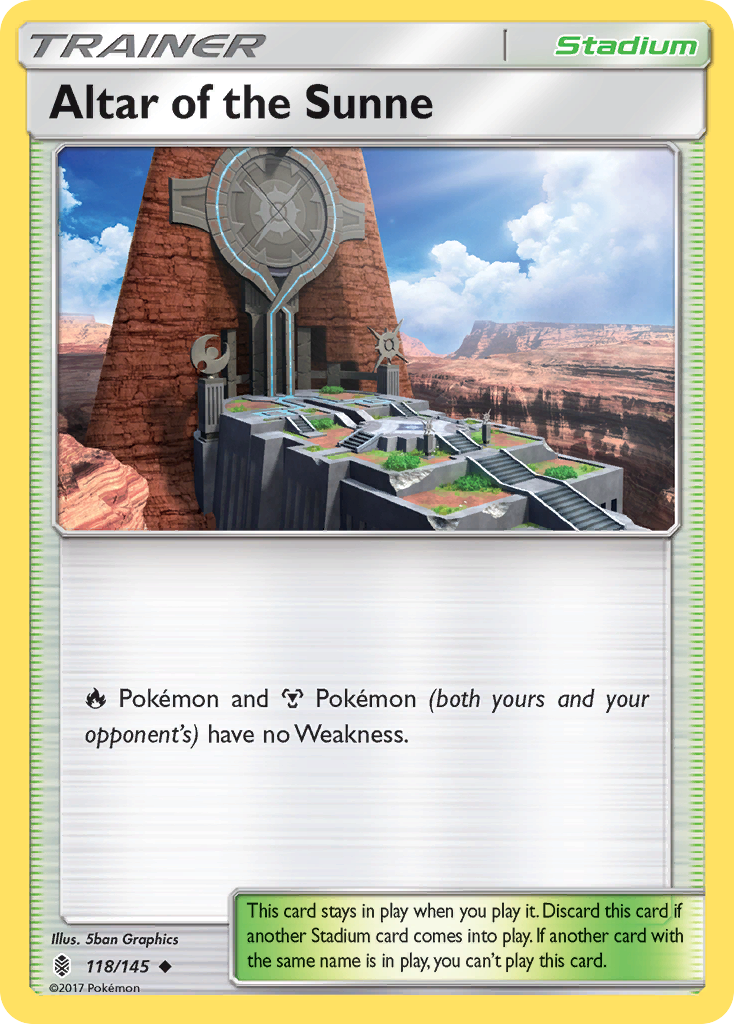 TRAINER
Stadium
Altar of the Sunne
Pokémon and Pokémon (both yours and your
opponent's) have no Weakness.
This card stays in play when you play it. Discard this card if
another Stadium card comes into play. If another card with
the same name is in play, you can't play this card.
Illus. 5ban Graphics
118/145
©2017 Pokémon